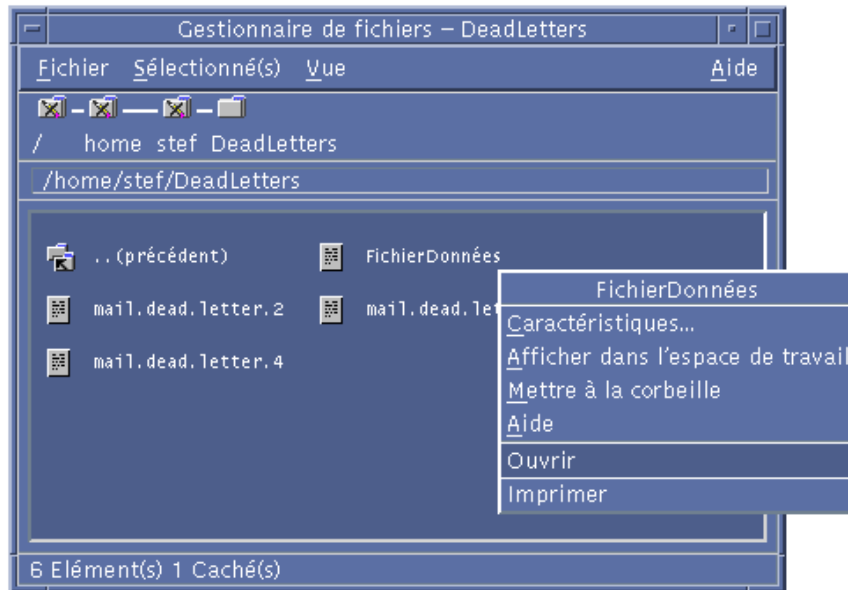 Gestionnaire de fichiers – DeadLetters
Fichier Sélectionné(s) Vue Aide
/ home stef DeadLetters
/home/stef/DeadLetters
..(précédent) FichierDonnées
mail.dead.letter.2 mail.dead.let
mail.dead.letter.4
FichierDonnées
Caractéristiques...
Afficher dans l'espace de travail
Mettre à la corbeille
Aide
Ouvrir
Imprimer
6 Elément(s) 1 Caché(s)